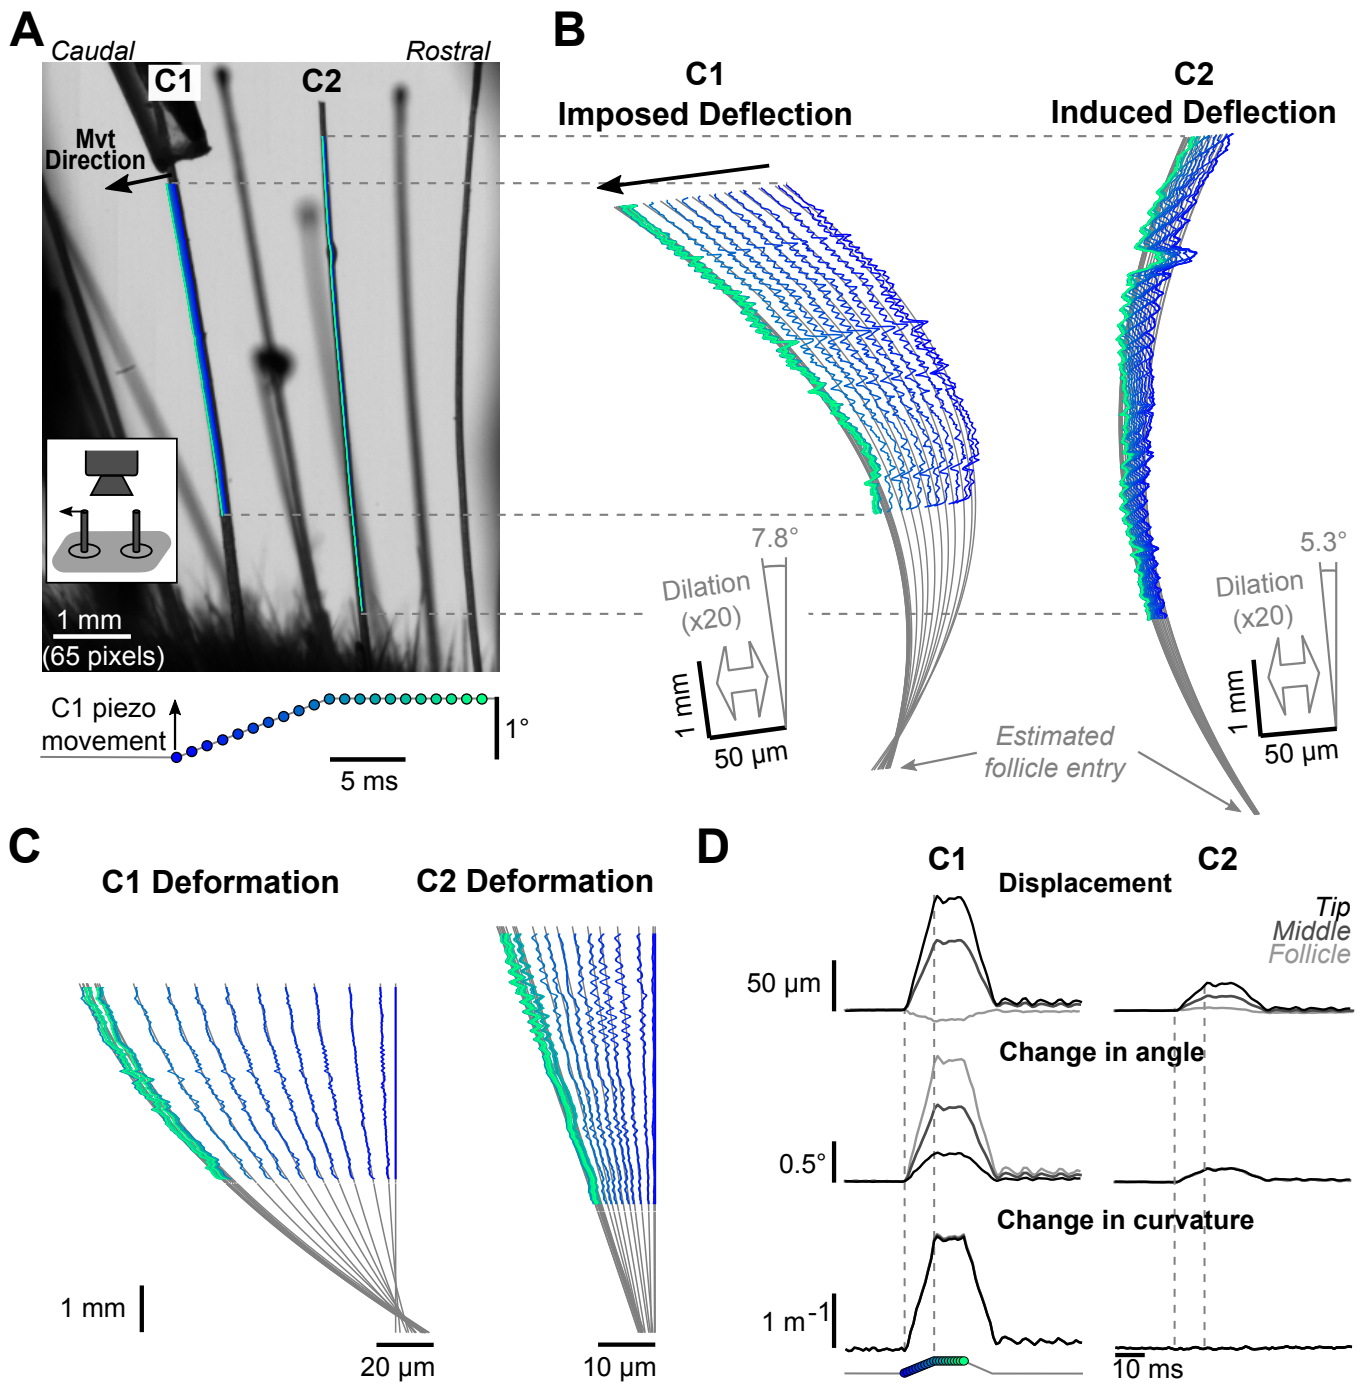 A
Caudal
Rostral
C1
C2
Mvt
Direction
1 mm
(65 pixels)
C1 piezo
movement
1°
5 ms
B
C1
Imposed Deflection
C2
Induced Deflection
7.8°
Dilation
(x20)
1 mm
50 µm
Estimated
follicle entry
5.3°
Dilation
(x20)
1 mm
50 µm
C
C1 Deformation
C2 Deformation
1 mm
20 µm
10 µm
D
C1
C2
Displacement
Tip
Middle
Follicle
50 µm
Change in angle
0.5°
Change in curvature
1 m-1
10 ms